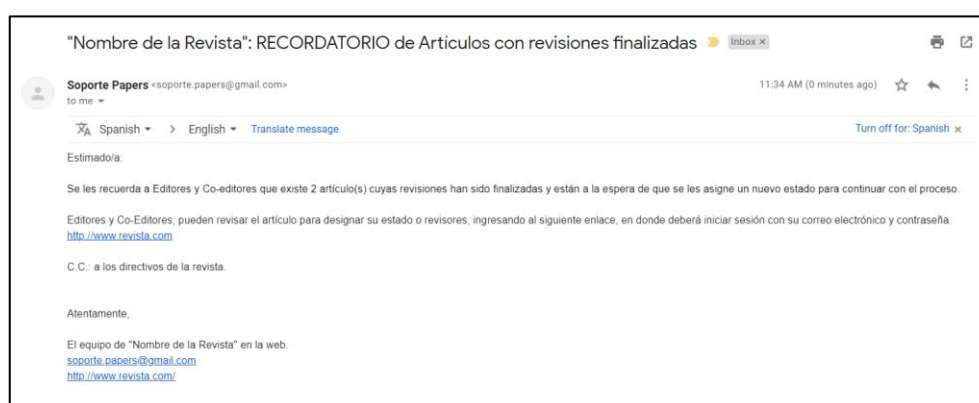 "Nombre de la Revista": RECORDATORIO de Artículos con revisiones finalizadas Inbox ×
Soporte Papers <soporte.papers@gmail.com> 11:34 AM (0 minutes ago)
to me
Spanish > English Translate message Turn off for: Spanish ×
Estimado/a:
Se les recuerda a Editores y Co-editores que existe 2 artículo(s) cuyas revisiones han sido finalizadas y están a la espera de que se les asigne un nuevo estado para continuar con el proceso.
Editores y Co-Editores, pueden revisar el artículo para designar su estado o revisores, ingresando al siguiente enlace, en donde deberá iniciar sesión con su correo electrónico y contraseña.
http://www.revista.com
C.C.: a los directivos de la revista.
Atentamente,
El equipo de "Nombre de la Revista" en la web.
soporte.papers@gmail.com
http://www.revista.com/